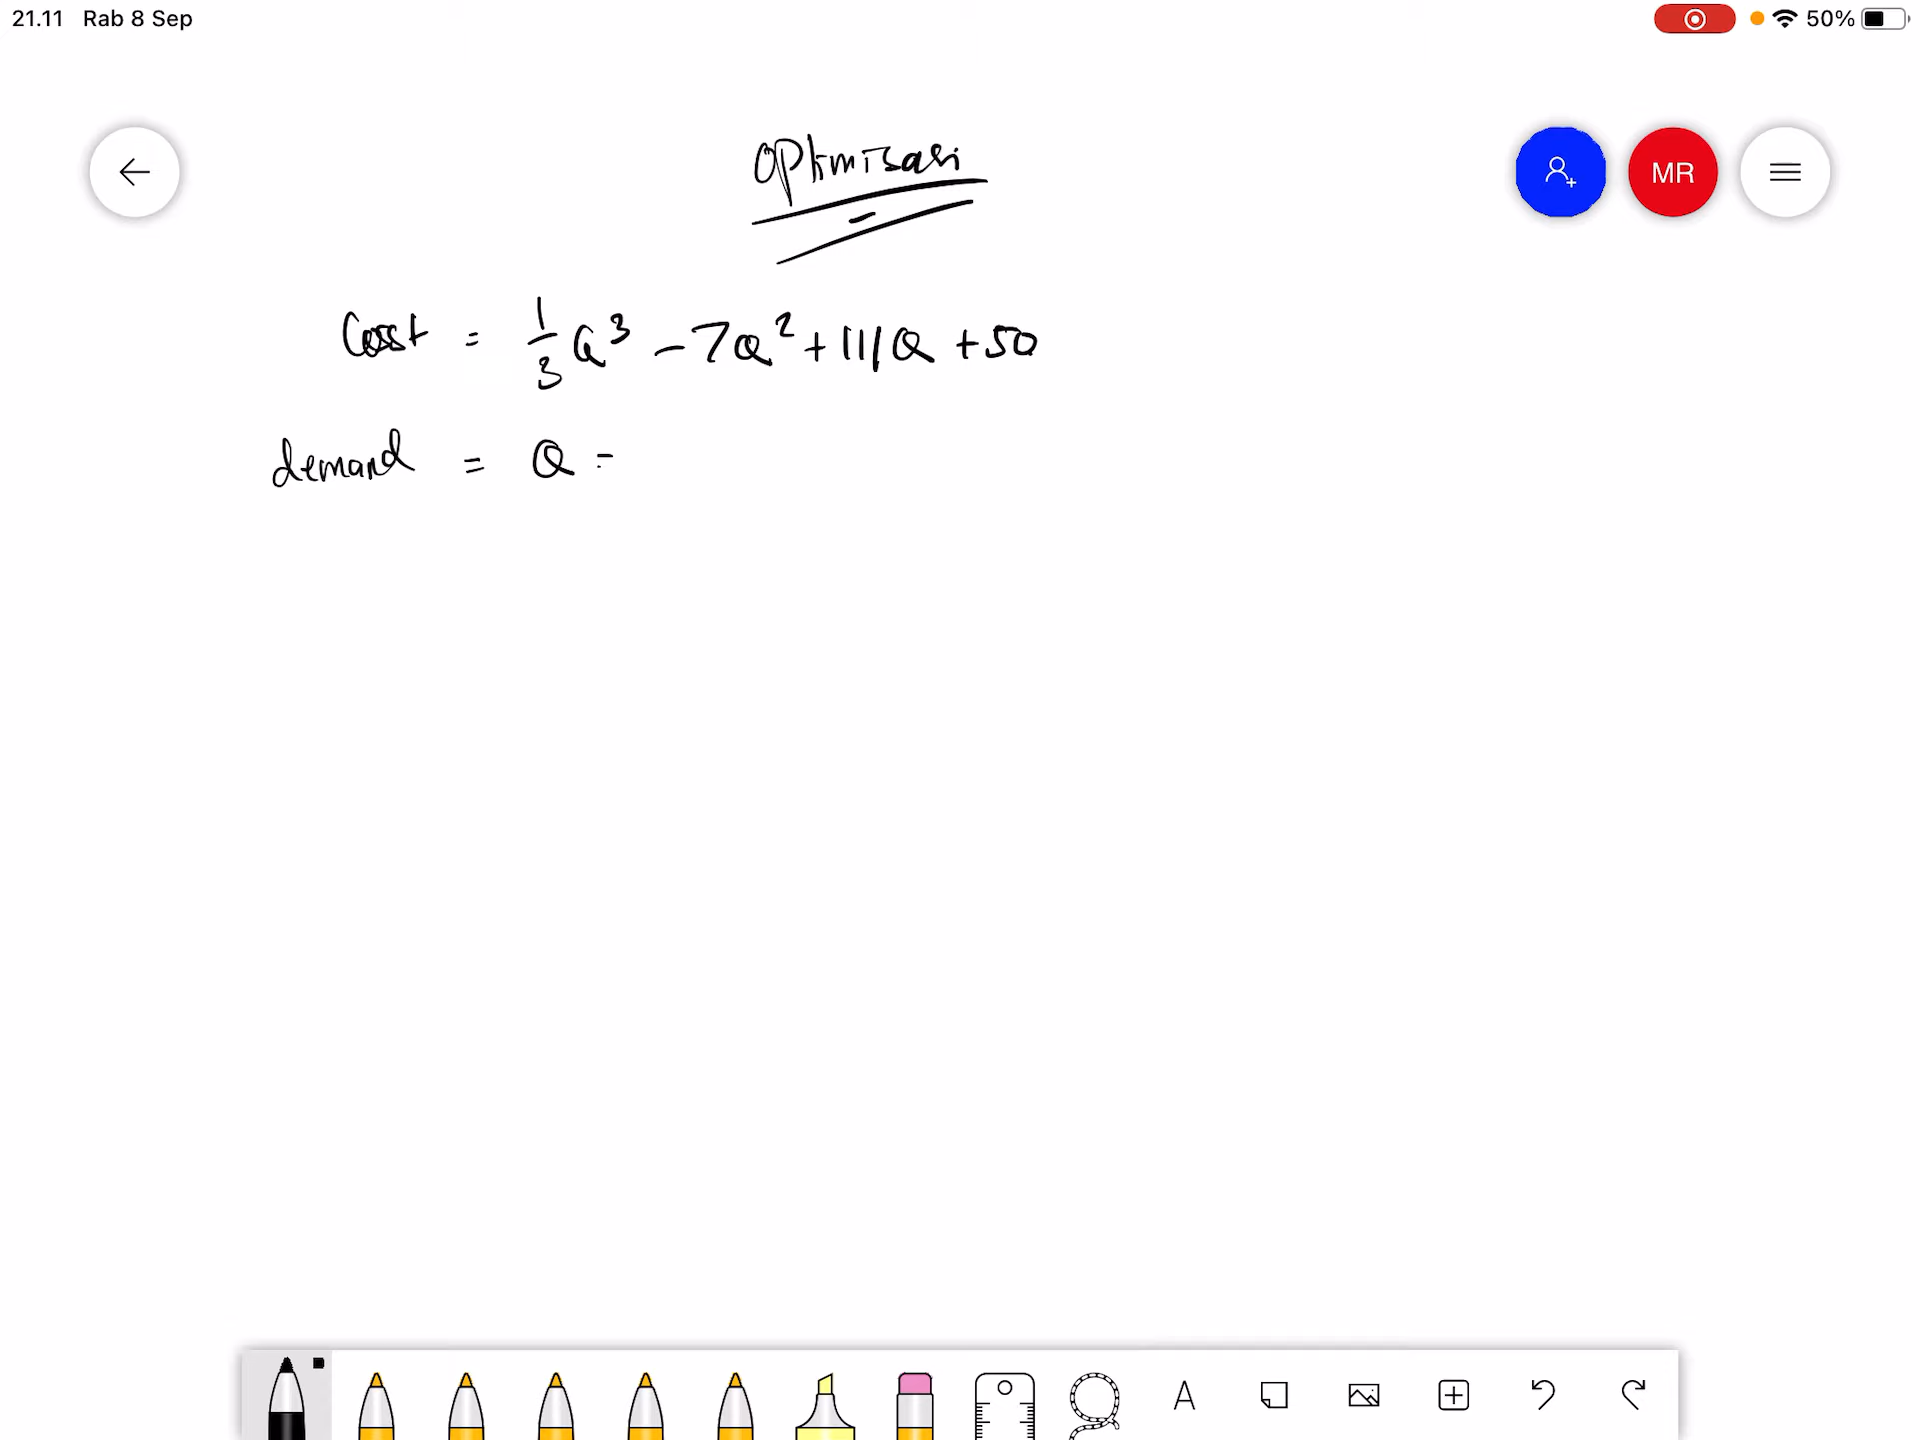 21.11 Rab 8 Sep 50%
Optimisasi
MR
Cost = 1/3 Q³ - 7Q² + 111Q + 50
demand = Q =
A